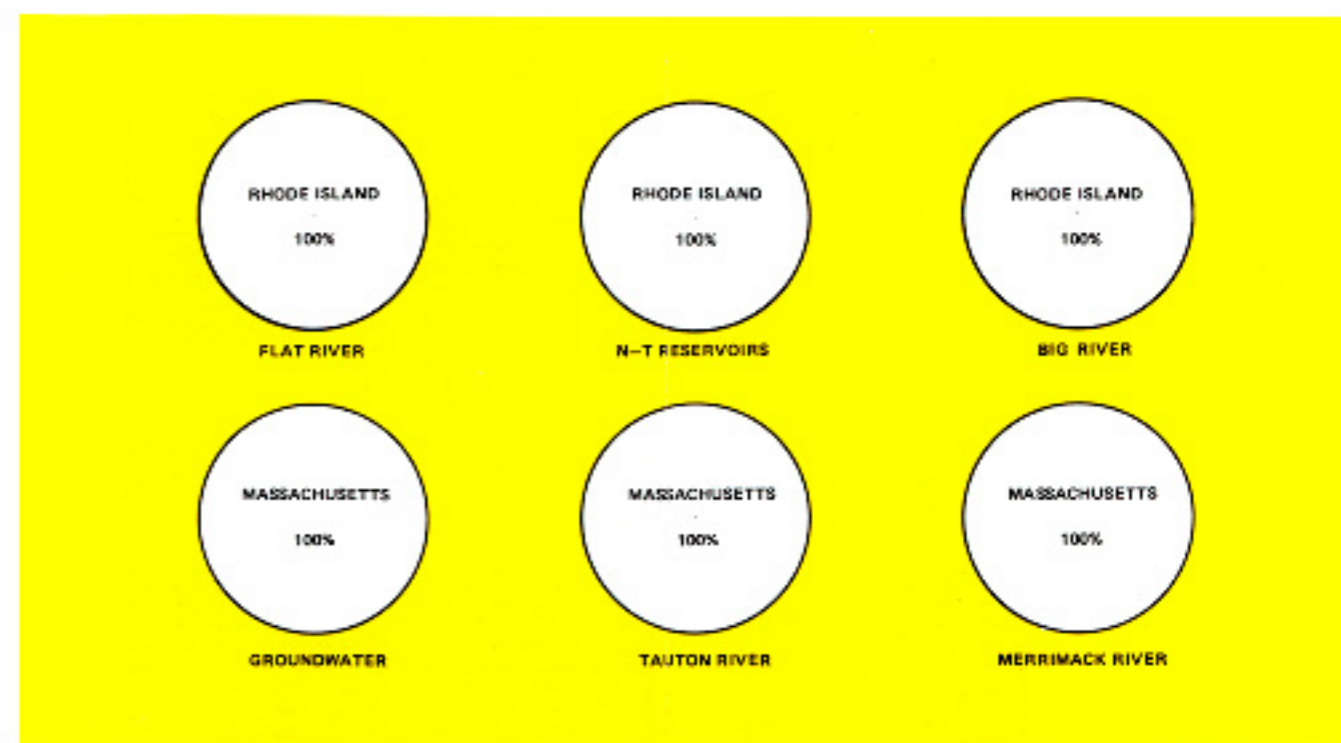 RHODE ISLAND
100%
FLAT RIVER
RHODE ISLAND
100%
N–T RESERVOIRS
RHODE ISLAND
100%
BIG RIVER
MASSACHUSETTS
100%
GROUNDWATER
MASSACHUSETTS
100%
TAUTON RIVER
MASSACHUSETTS
100%
MERRIMACK RIVER